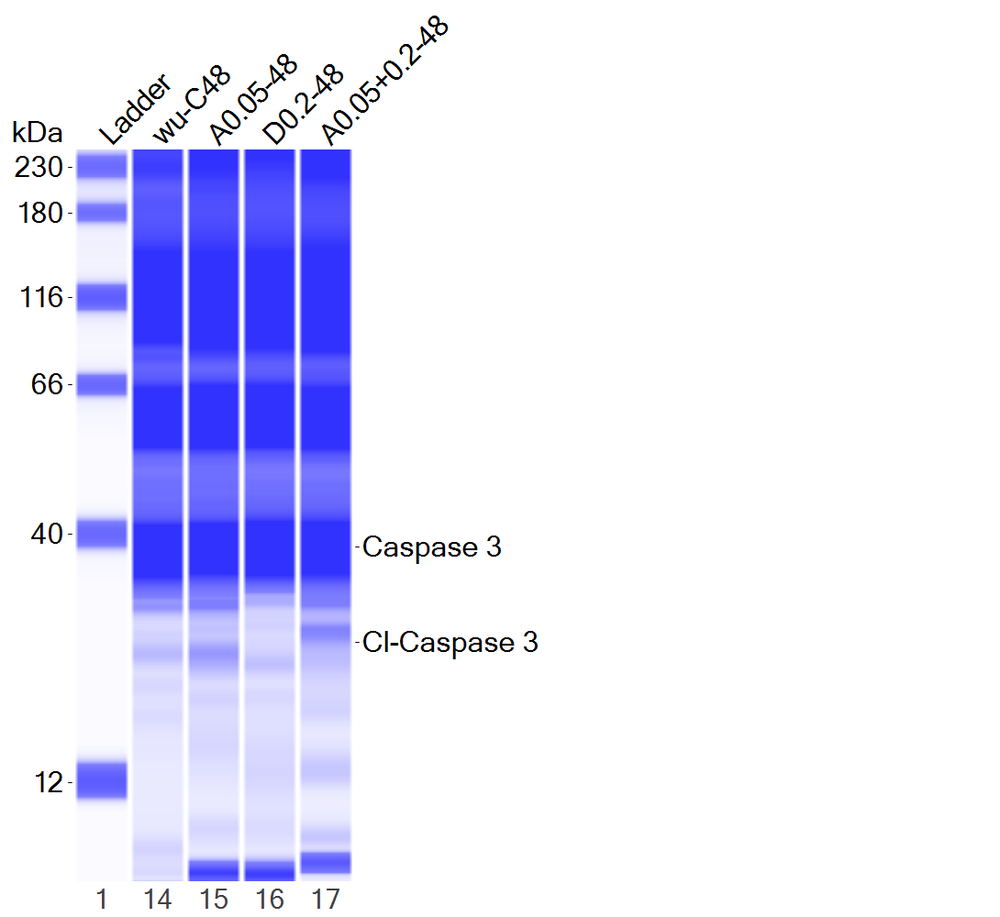 Ladder
wu-C48
A0.05-48
D0.2-48
A0.05+0.2-48
kDa
230
180
116
66
40
Caspase 3
Cl-Caspase 3
12
1 14 15 16 17